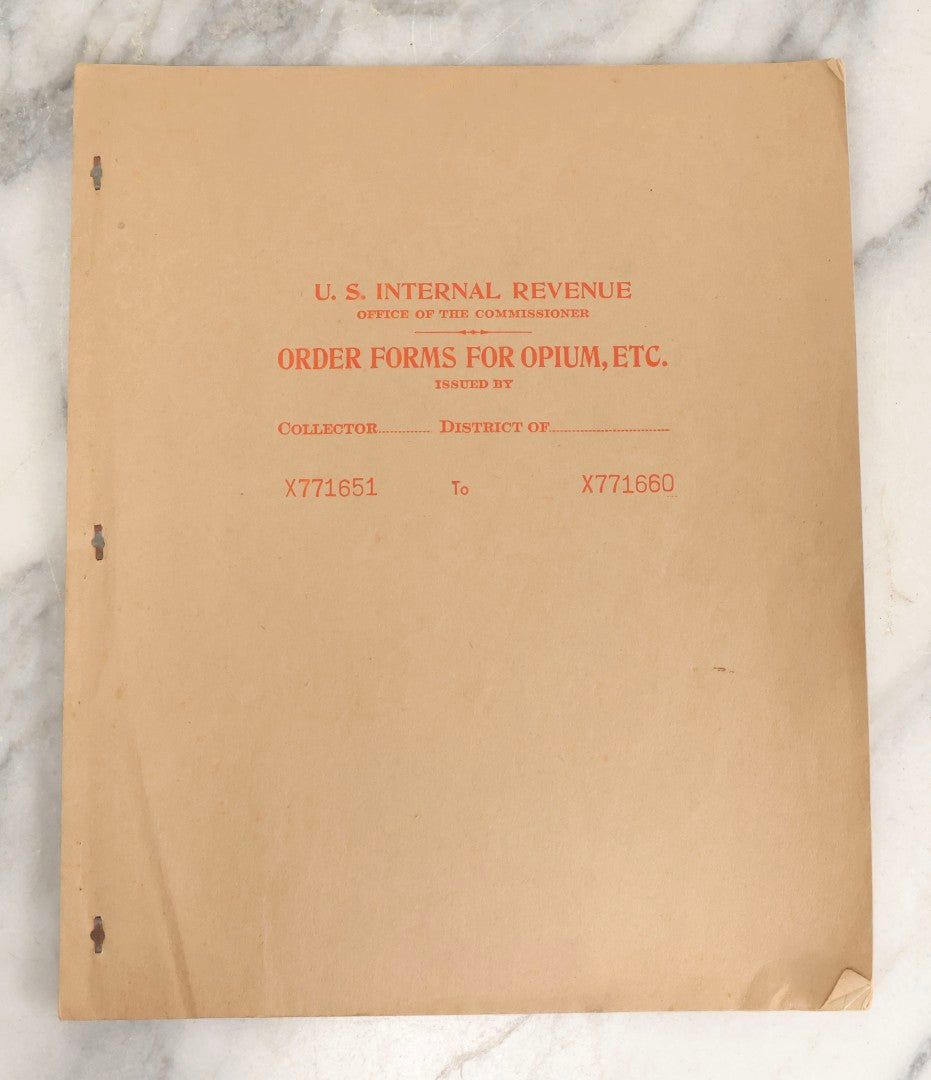 U. S. INTERNAL REVENUE
OFFICE OF THE COMMISSIONER
ORDER FORMS FOR OPIUM, ETC.
ISSUED BY
COLLECTOR............ DISTRICT OF..............................
X771651 To X771660